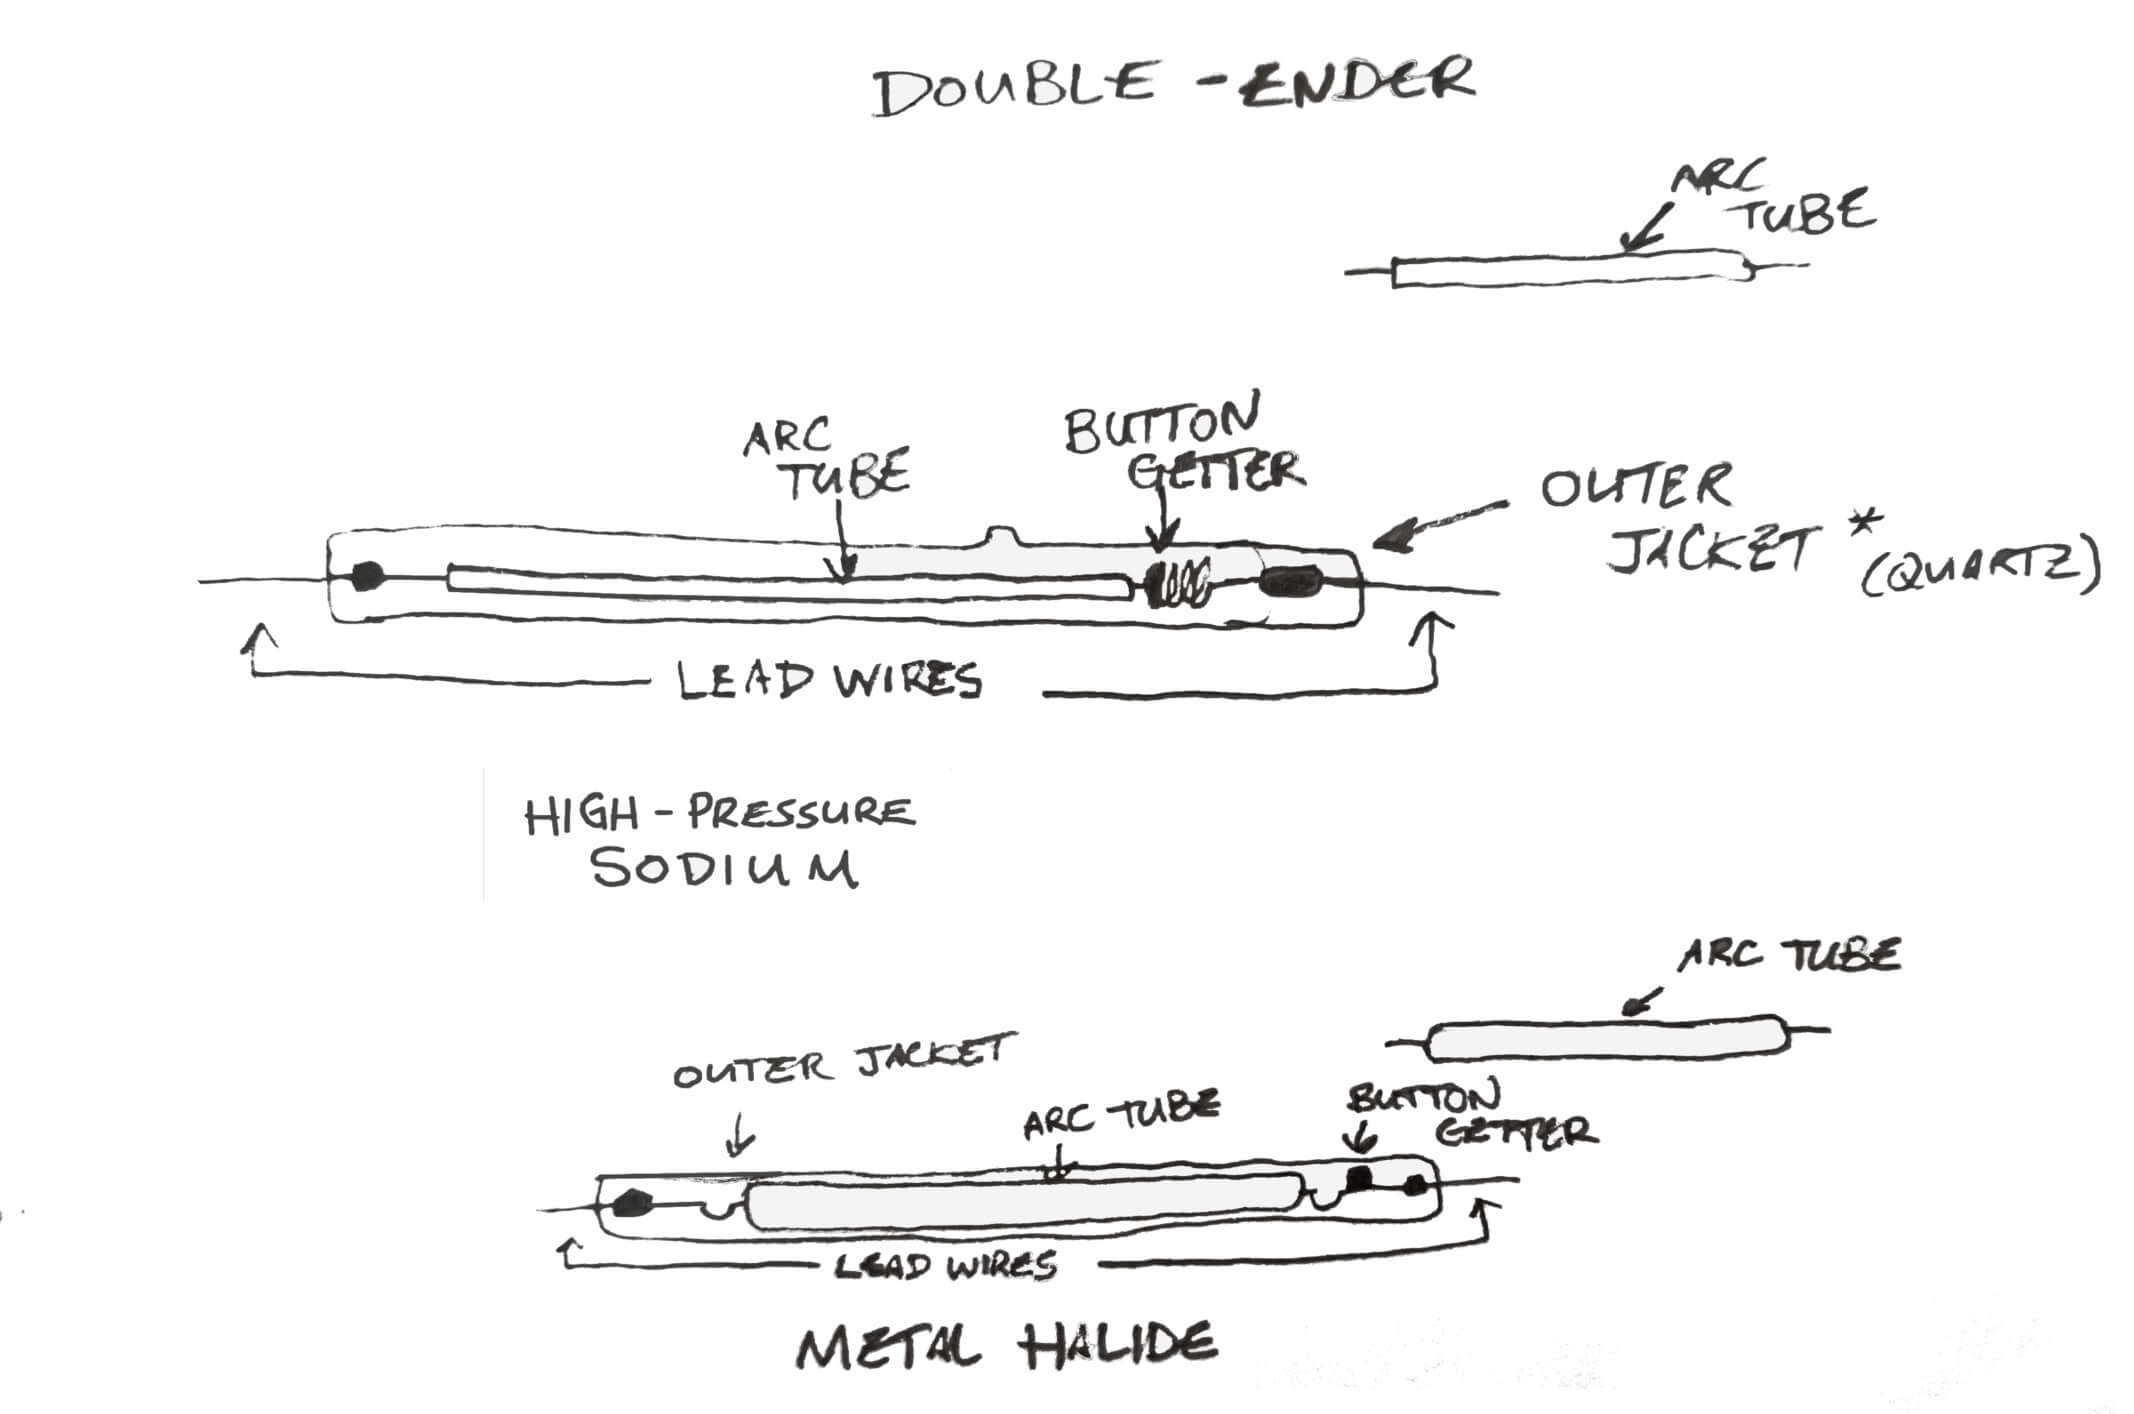 DOUBLE-ENDER
ARC
TUBE
ARC
TUBE
BUTTON
GETTER
OUTER
JACKET *
(QUARTZ)
LEAD WIRES
HIGH-PRESSURE
SODIUM
ARC TUBE
OUTER JACKET
ARC TUBE
BUTTON
GETTER
LEAD WIRES
METAL HALIDE